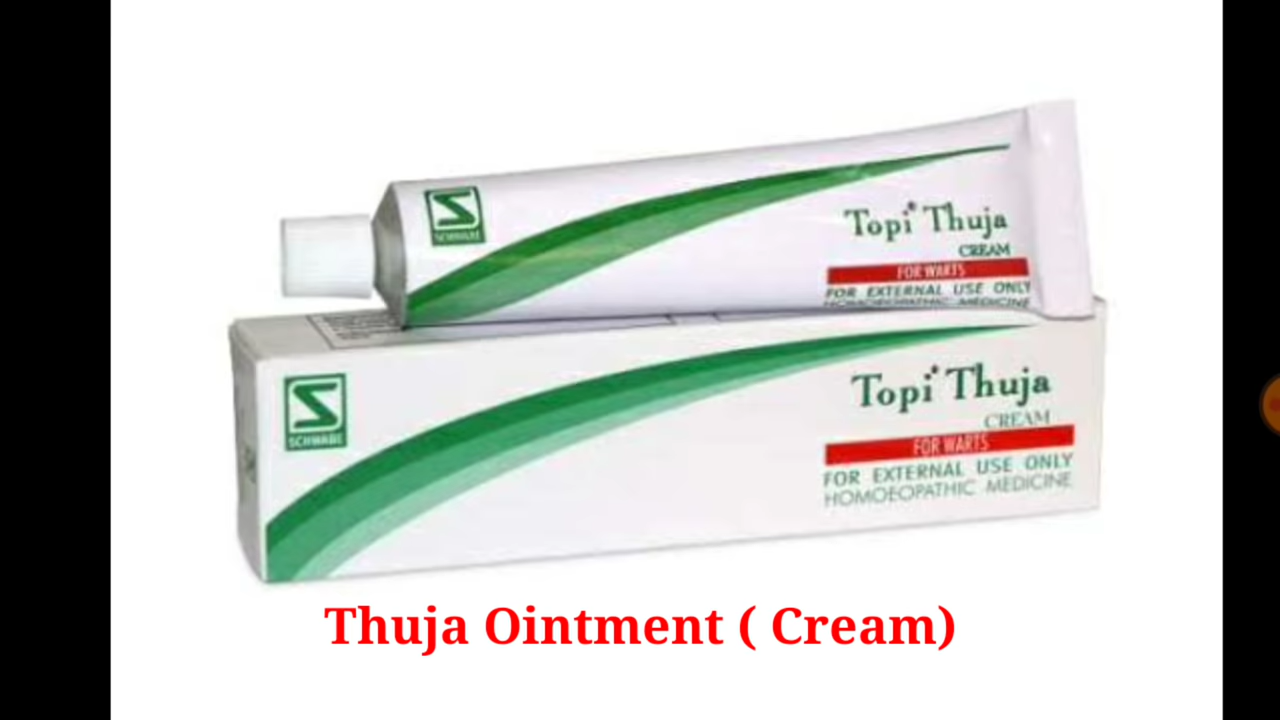 SCHWABE
Topi Thuja
CREAM
FOR WARTS
FOR EXTERNAL USE ONLY
HOMOEOPATHIC MEDICINE
SCHWABE
Topi Thuja
CREAM
FOR WARTS
FOR EXTERNAL USE ONLY
HOMOEOPATHIC MEDICINE
Thuja Ointment ( Cream)